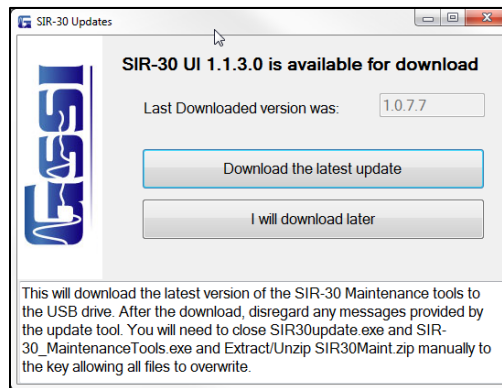 SIR-30 Updates
GSSI
SIR-30 UI 1.1.3.0 is available for download
Last Downloaded version was:
1.0.7.7
Download the latest update
I will download later
This will download the latest version of the SIR-30 Maintenance tools to
the USB drive. After the download, disregard any messages provided by
the update tool. You will need to close SIR30update.exe and SIR-
30_MaintenanceTools.exe and Extract/Unzip SIR30Maint.zip manually to
the key allowing all files to overwrite.